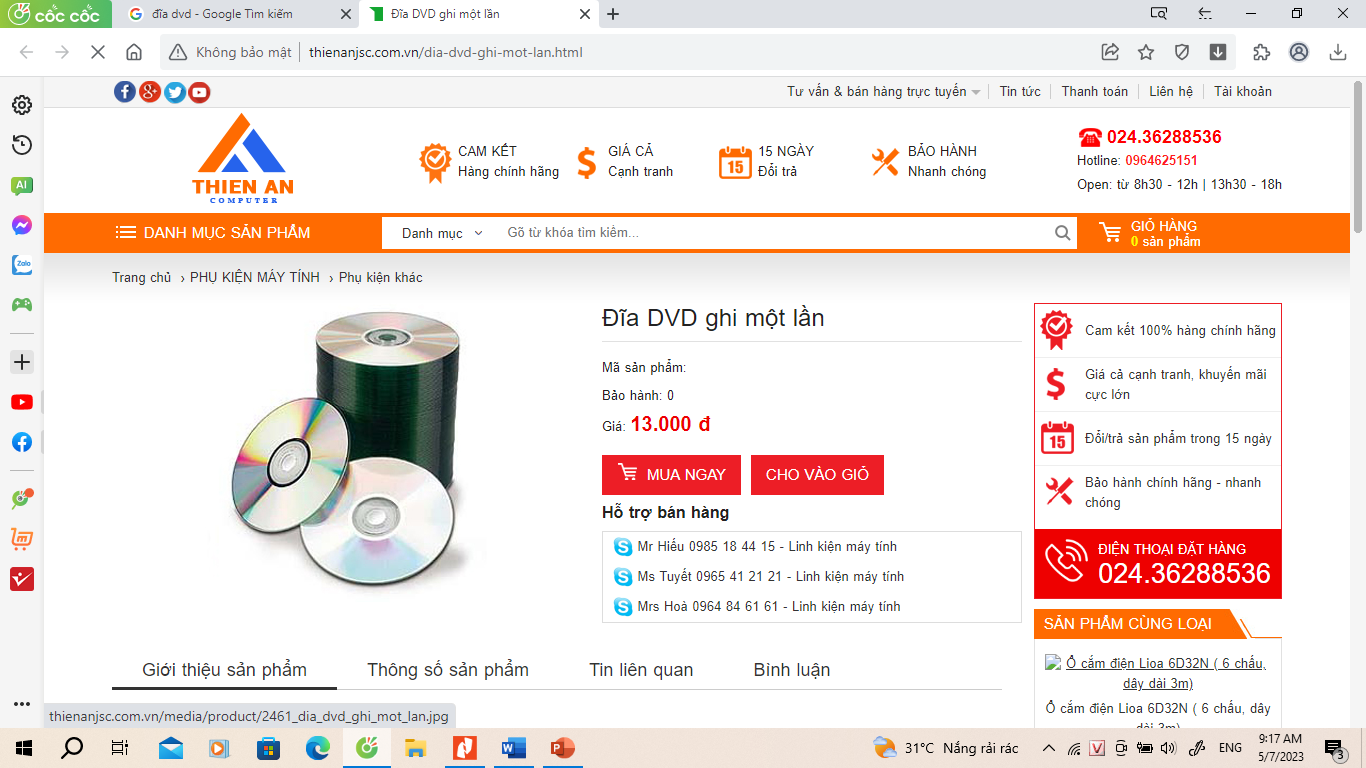 cốc cốc
đĩa dvd - Google Tìm kiếm
Đĩa DVD ghi một lần
Không bảo mật
thienanjsc.com.vn/dia-dvd-ghi-mot-lan.html
Tư vấn & bán hàng trực tuyến
Tin tức
Thanh toán
Liên hệ
Tài khoản
THIEN AN
COMPUTER
CAM KẾT
Hàng chính hãng
GIÁ CẢ
Cạnh tranh
15
15 NGÀY
Đổi trả
BẢO HÀNH
Nhanh chóng
024.36288536
Hotline: 0964625151
Open: từ 8h30 - 12h | 13h30 - 18h
DANH MỤC SẢN PHẨM
Danh mục
Gõ từ khóa tìm kiếm...
GIỎ HÀNG
0 sản phẩm
Trang chủ › PHỤ KIỆN MÁY TÍNH › Phụ kiện khác
Đĩa DVD ghi một lần
Mã sản phẩm:
Bảo hành: 0
Giá: 13.000 đ
MUA NGAY
CHO VÀO GIỎ
Hỗ trợ bán hàng
Mr Hiếu 0985 18 44 15 - Linh kiện máy tính
Ms Tuyết 0965 41 21 21 - Linh kiện máy tính
Mrs Hoà 0964 84 61 61 - Linh kiện máy tính
Cam kết 100% hàng chính hãng
Giá cả cạnh tranh, khuyến mãi
cực lớn
15
Đổi/trả sản phẩm trong 15 ngày
Bảo hành chính hãng - nhanh
chóng
ĐIỆN THOẠI ĐẶT HÀNG
024.36288536
SẢN PHẨM CÙNG LOẠI
Ổ cắm điện Lioa 6D32N ( 6 chấu,
dây dài 3m)
Ổ cắm điện Lioa 6D32N ( 6 chấu, dây
dài 3m)
Giới thiệu sản phẩm
Thông số sản phẩm
Tin liên quan
Bình luận
thienanjsc.com.vn/media/product/2461_dia_dvd_ghi_mot_lan.jpg
AI
Zalo
31°C Nắng rải rác
ENG
9:17 AM
5/7/2023
3